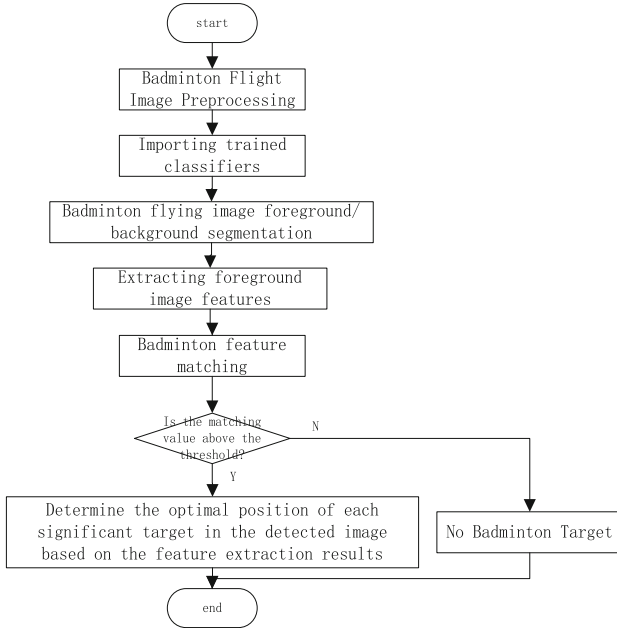 start
Badminton Flight
Image Preprocessing
Importing trained
classifiers
Badminton flying image foreground/
background segmentation
Extracting foreground
image features
Badminton feature
matching
Is the matching
value above the
threshold?
N
Y
Determine the optimal position of each
significant target in the detected image
based on the feature extraction results
No Badminton Target
end